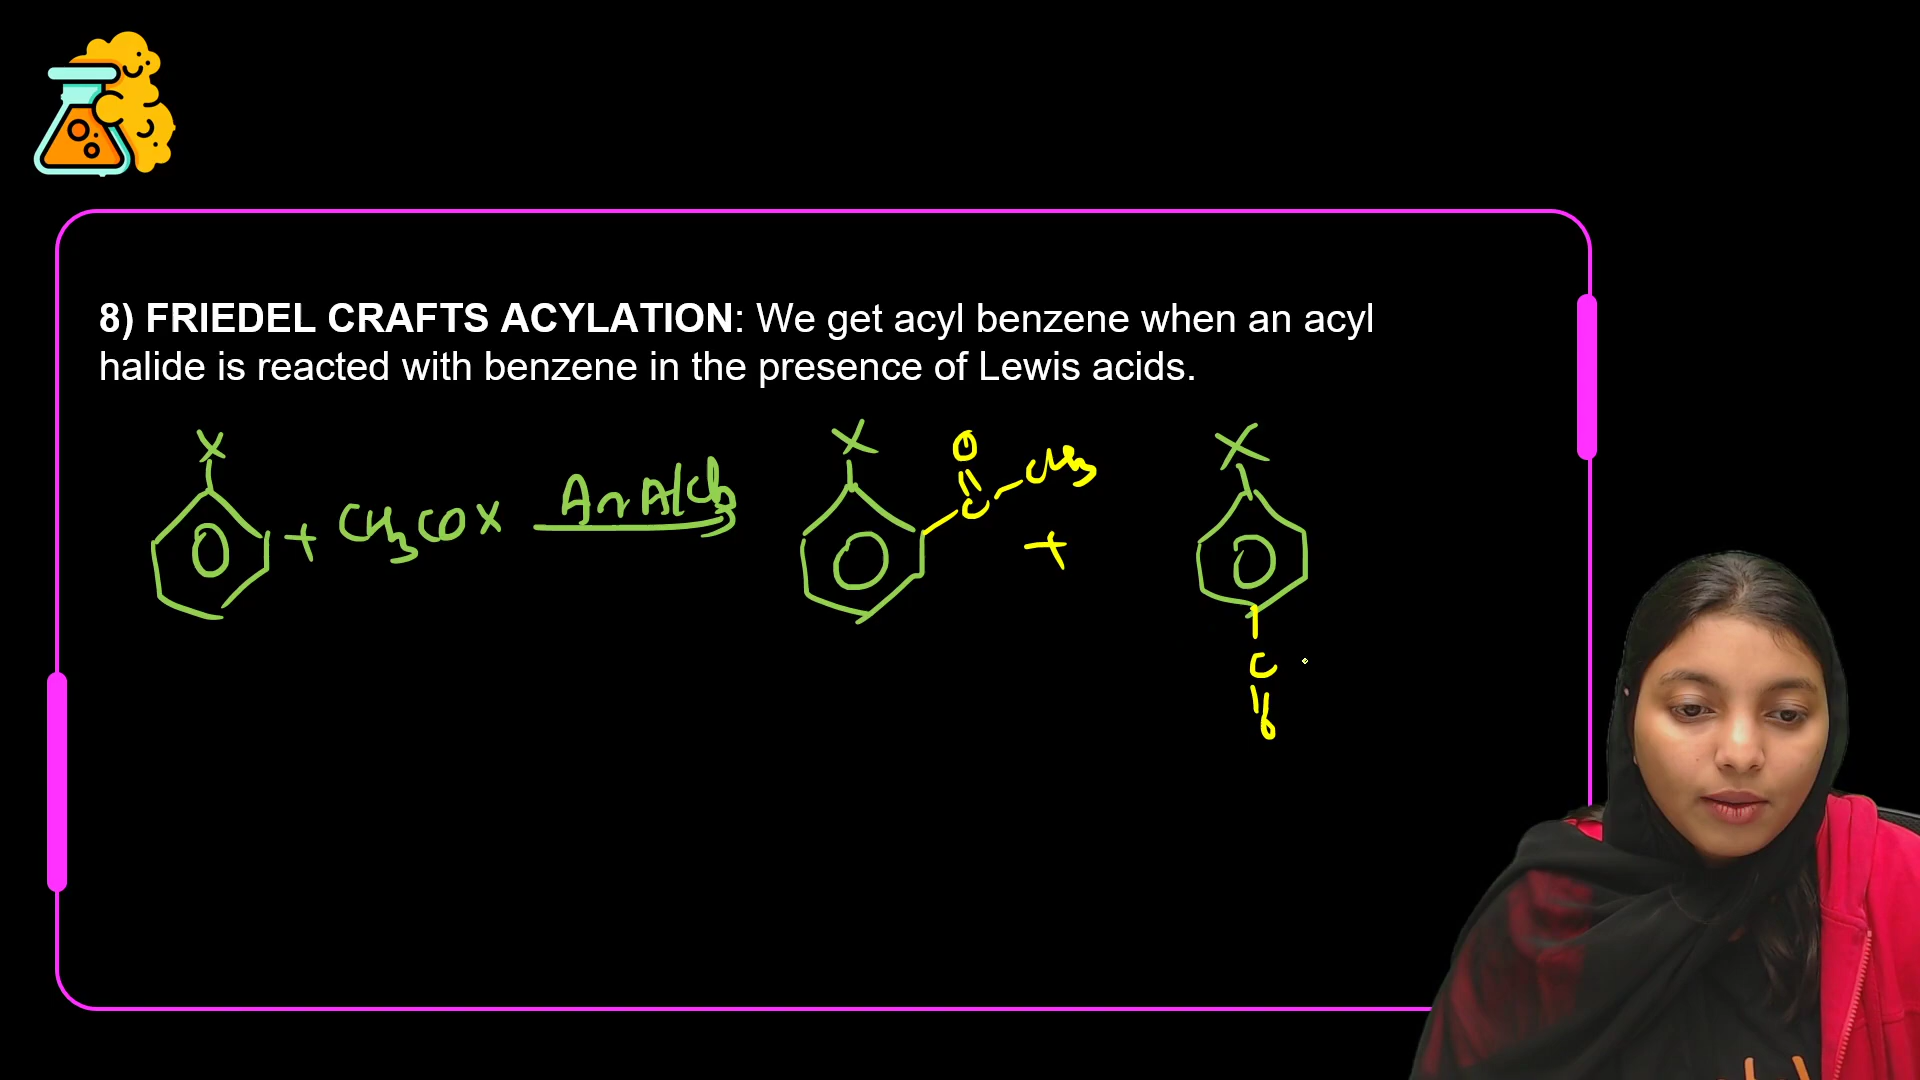 8) FRIEDEL CRAFTS ACYLATION: We get acyl benzene when an acyl
halide is reacted with benzene in the presence of Lewis acids.
X + CH3COX An AlCl3 X O C CH3 + X
C
O